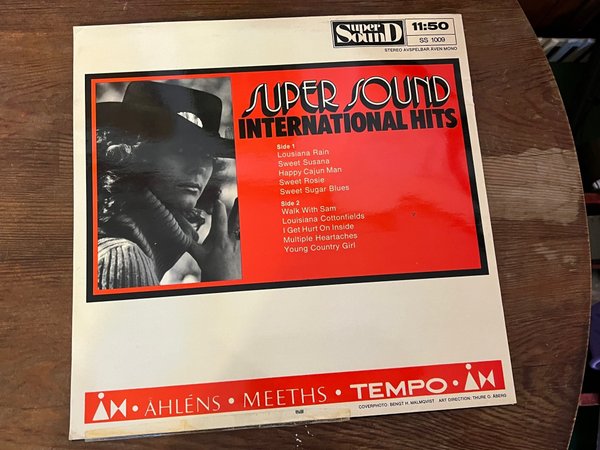 Super SounD
11:50
SS 1009
STEREO AVSPELBAR ÄVEN MONO
SUPER SOUND
INTERNATIONAL HITS
Side 1
Lousiana Rain
Sweet Susana
Happy Cajun Man
Sweet Rosie
Sweet Sugar Blues
Side 2
Walk With Sam
Louisiana Cottonfields
I Get Hurt On Inside
Multiple Heartaches
Young Country Girl
ÅH • ÅHLÉNS • MEETHS • TEMPO • ÅH
COVERPHOTO: BENGT H. MALMQVIST ART DIRECTION: THURE O. ÅBERG